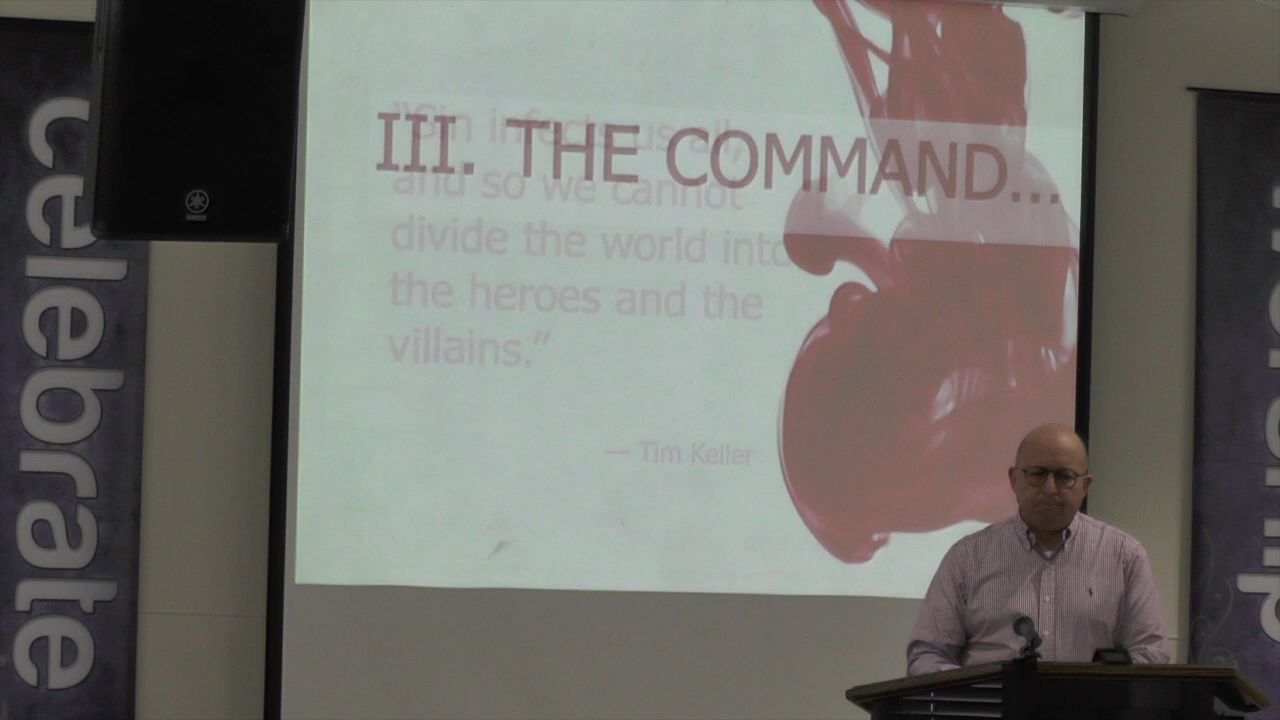 celebrate
YAMAHA
III. THE COMMAND...
"Sin infects us all,
and so we cannot
divide the world into
the heroes and the
villains."
— Tim Keller